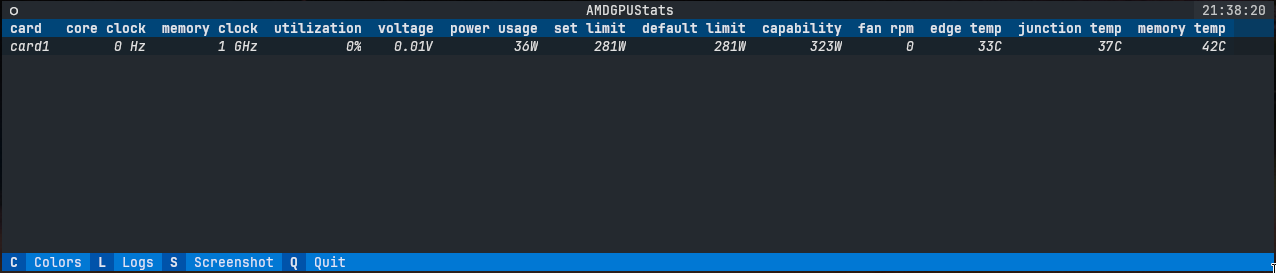 AMDGPUStats 21:38:20
card core clock memory clock utilization voltage power usage set limit default limit capability fan rpm edge temp junction temp memory temp
card1 0 Hz 1 GHz 0% 0.01V 36W 281W 281W 323W 0 33C 37C 42C
C Colors L Logs S Screenshot Q Quit